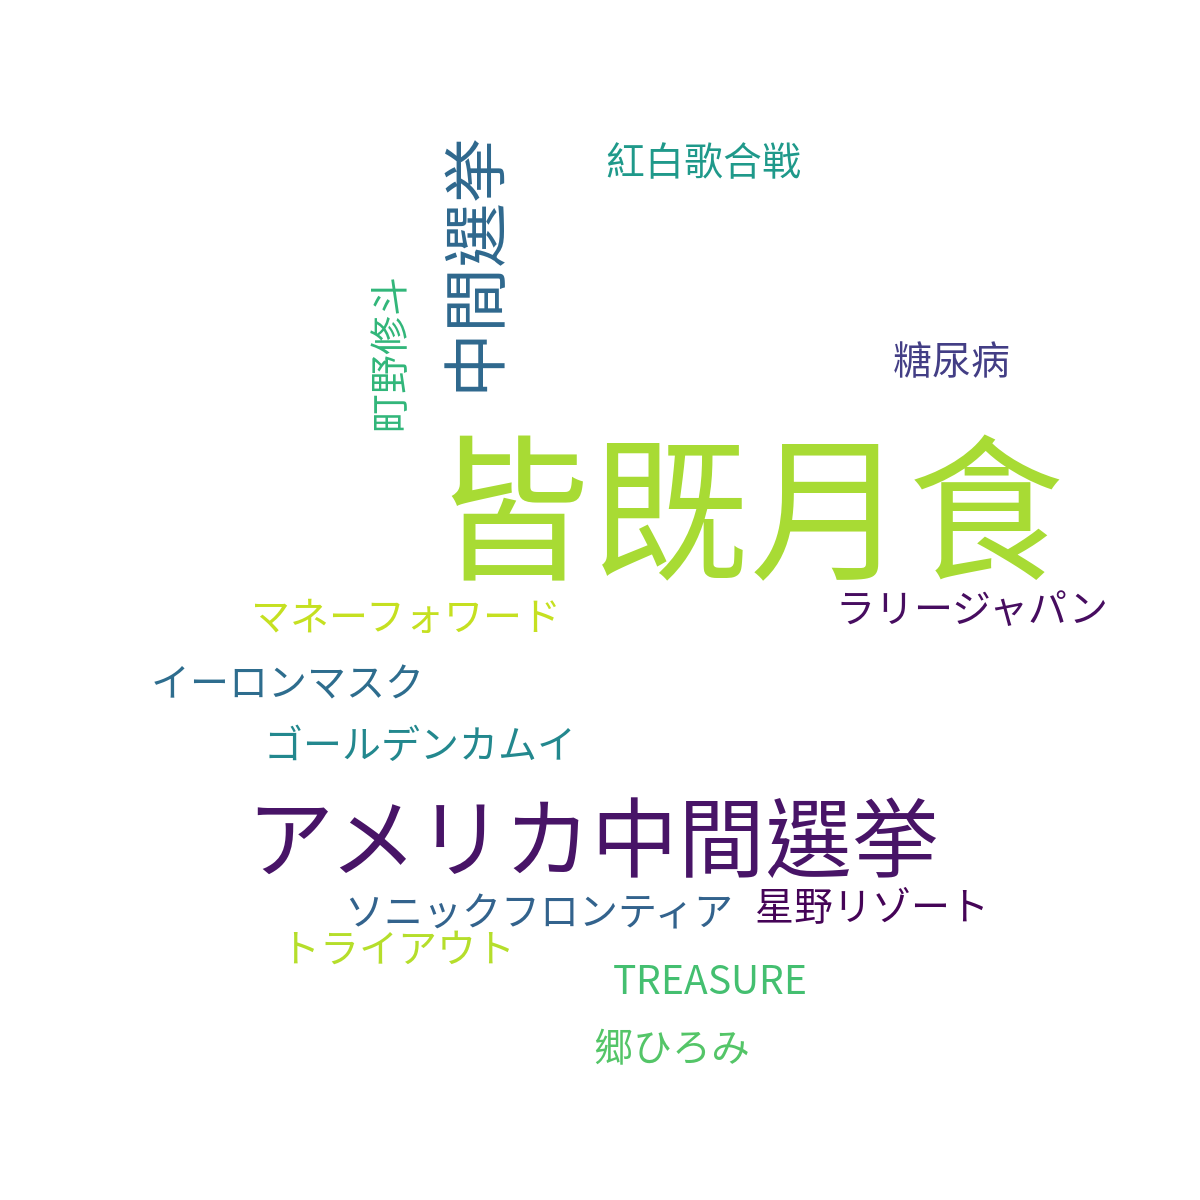 紅白歌合戦
中間選挙
町野修斗
糖尿病
皆既月食
マネーフォワード
ラリージャパン
イーロンマスク
ゴールデンカムイ
アメリカ中間選挙
ソニックフロンティア
星野リゾート
トライアウト
TREASURE
郷ひろみ